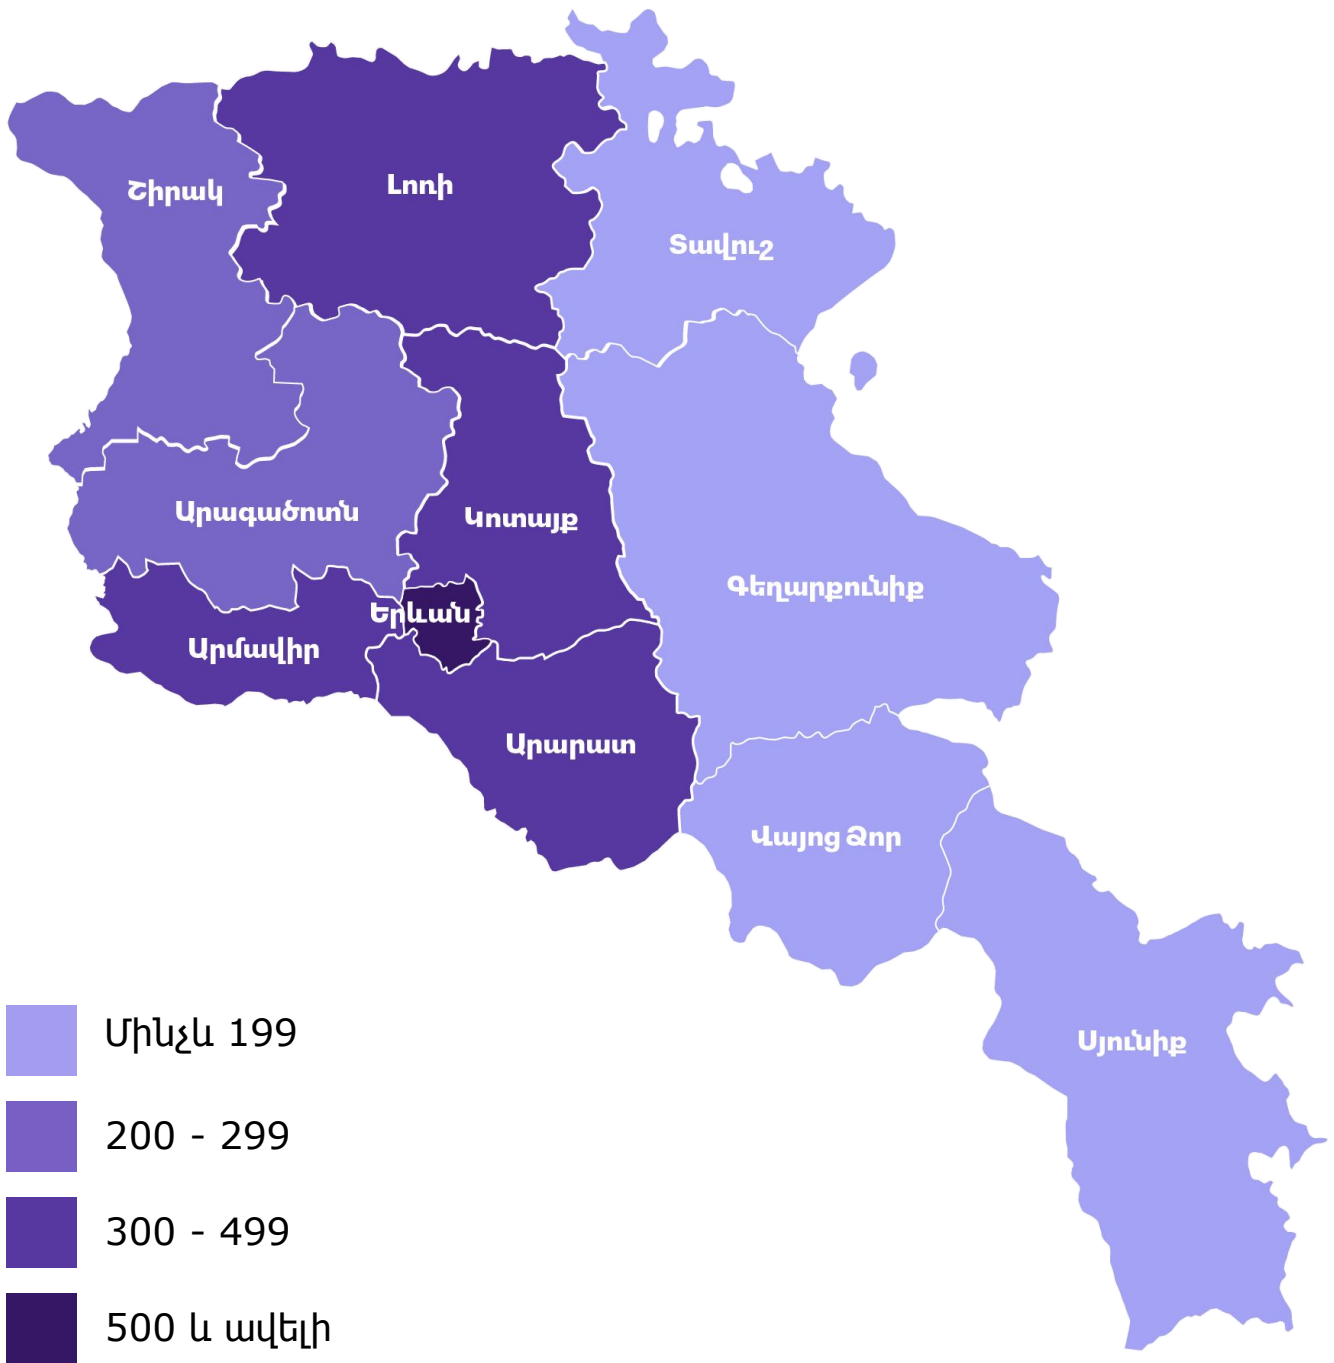 Շիրակ
Լոռի
Տավուշ
Արագածոտն
Կոտայք
Գեղարքունիք
Երևան
Արմավիր
Արարատ
Վայոց Ձոր
Սյունիք
Մինչև 199
200 - 299
300 - 499
500 և ավելի